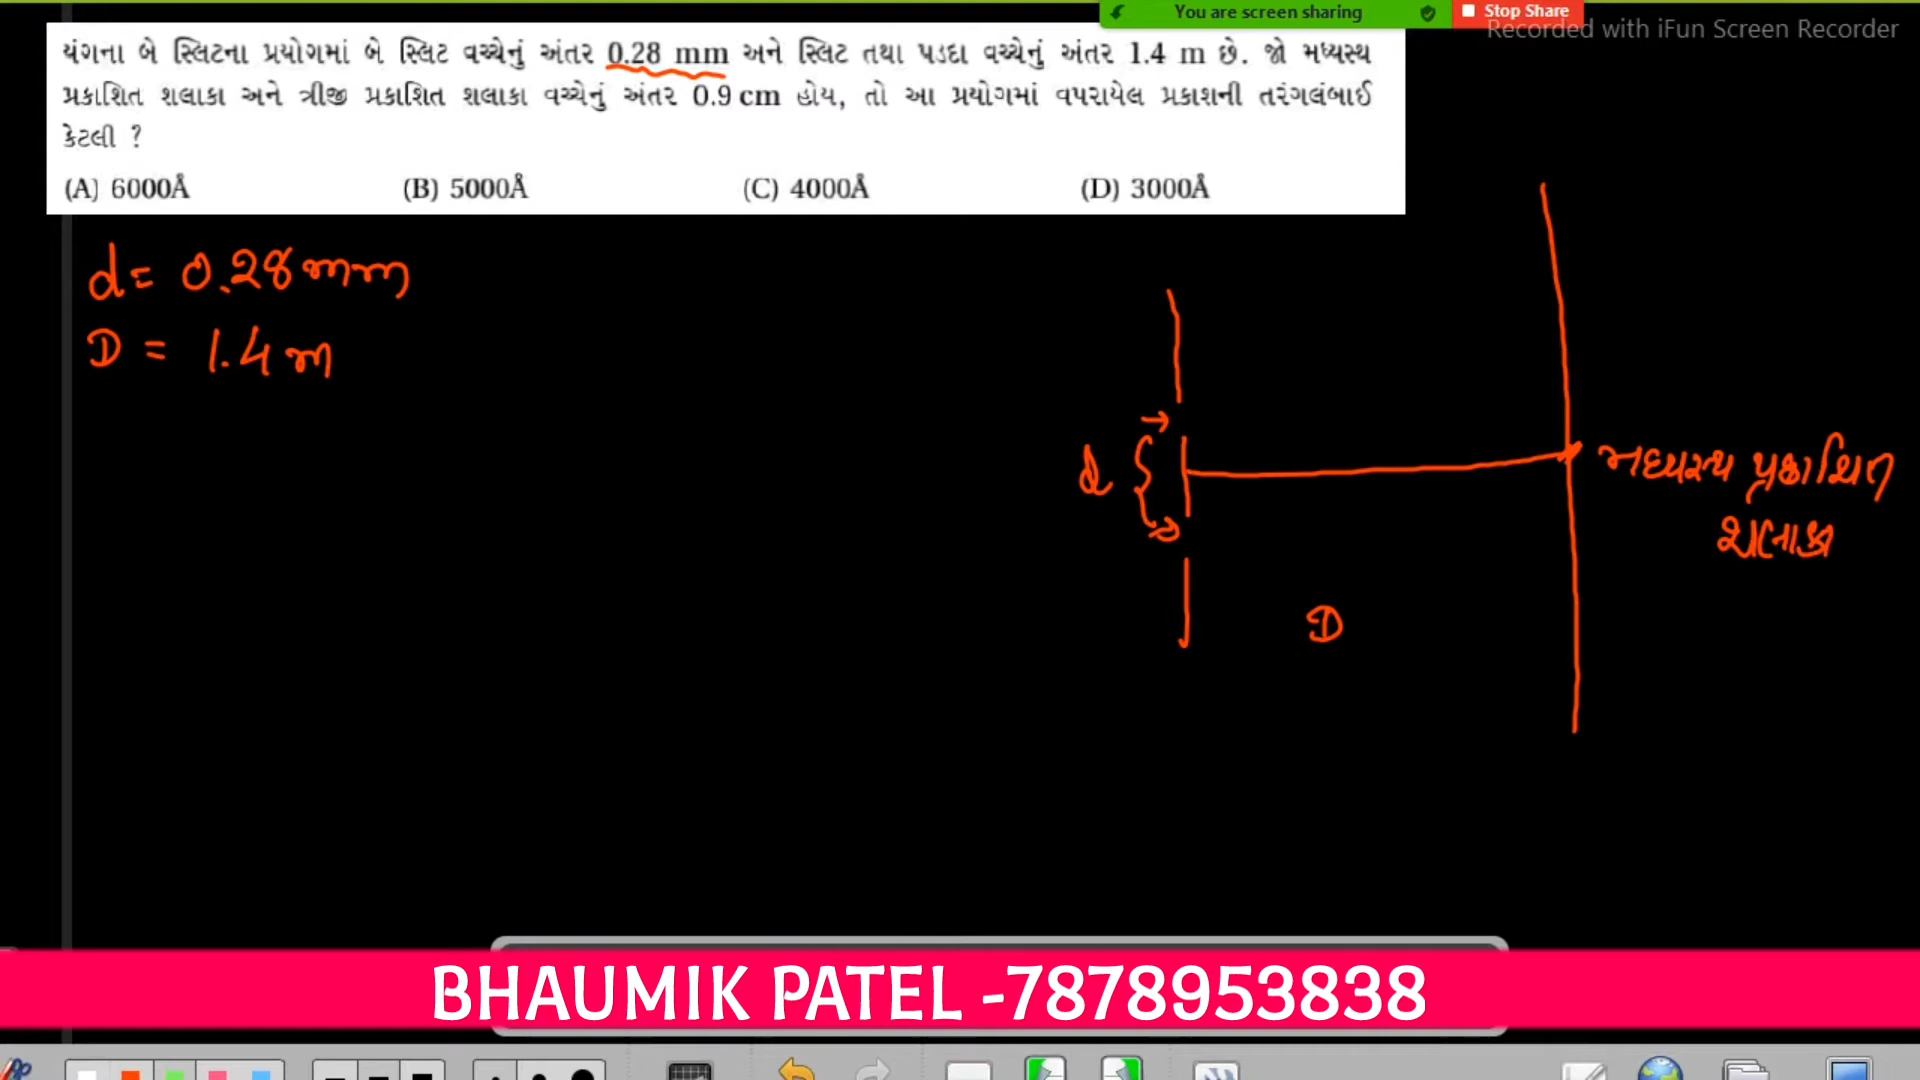 You are screen sharing
Stop Share
Recorded with iFun Screen Recorder
યંગના બે સ્લિટના પ્રયોગમાં બે સ્લિટ વચ્ચેનું અંતર 0.28 mm અને સ્લિટ તથા પડદા વચ્ચેનું અંતર 1.4 m છે. જો મધ્યસ્થ
પ્રકાશિત શલાકા અને ત્રીજી પ્રકાશિત શલાકા વચ્ચેનું અંતર 0.9 cm હોય, તો આ પ્રયોગમાં વપરાયેલ પ્રકાશની તરંગલંબાઈ
કેટલી ?
(A) 6000Å (B) 5000Å (C) 4000Å (D) 3000Å
d = 0.28 mm
D = 1.4 m
d
મધ્યસ્થ પ્રકાશિત
શલાકા
D
BHAUMIK PATEL -7878953838